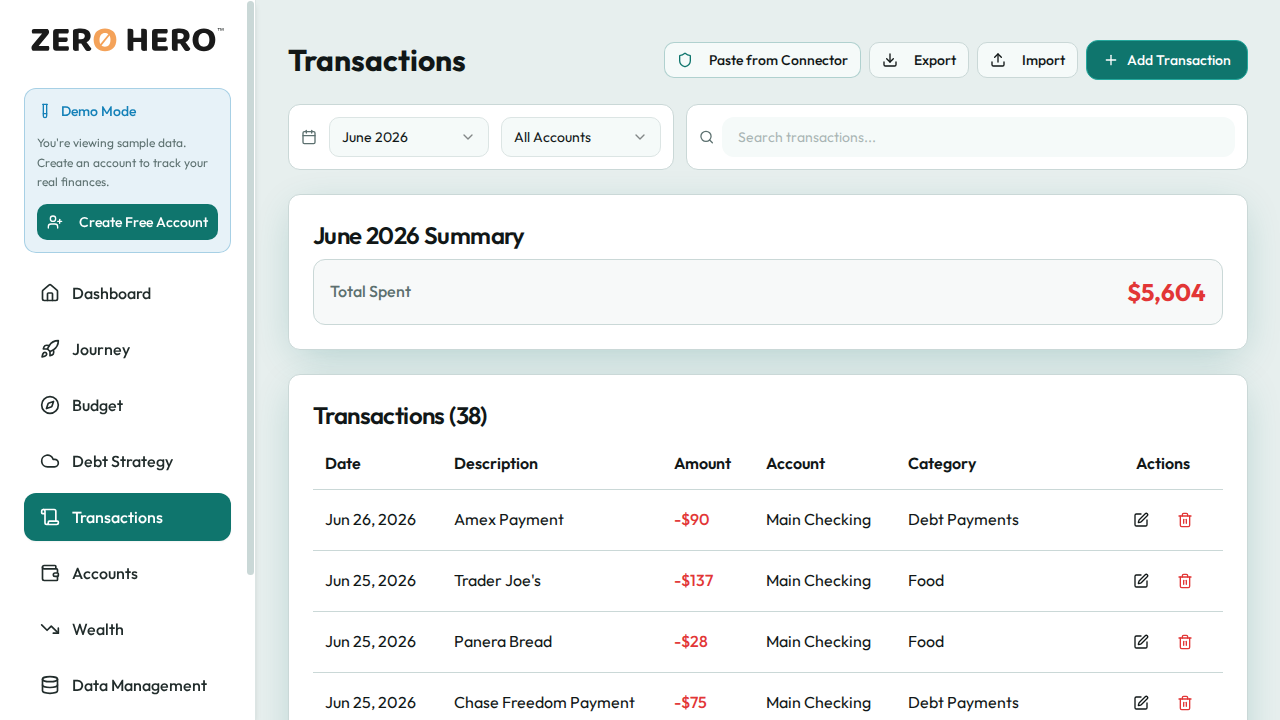 ZERO HERO™
Demo Mode
You're viewing sample data.
Create an account to track your
real finances.
Create Free Account
Dashboard
Journey
Budget
Debt Strategy
Transactions
Accounts
Wealth
Data Management
Transactions
Paste from Connector
Export
Import
Add Transaction
June 2026
All Accounts
Search transactions...
June 2026 Summary
Total Spent $5,604
Transactions (38)
Date Description Amount Account Category Actions
Jun 26, 2026 Amex Payment -$90 Main Checking Debt Payments
Jun 25, 2026 Trader Joe's -$137 Main Checking Food
Jun 25, 2026 Panera Bread -$28 Main Checking Food
Jun 25, 2026 Chase Freedom Payment -$75 Main Checking Debt Payments